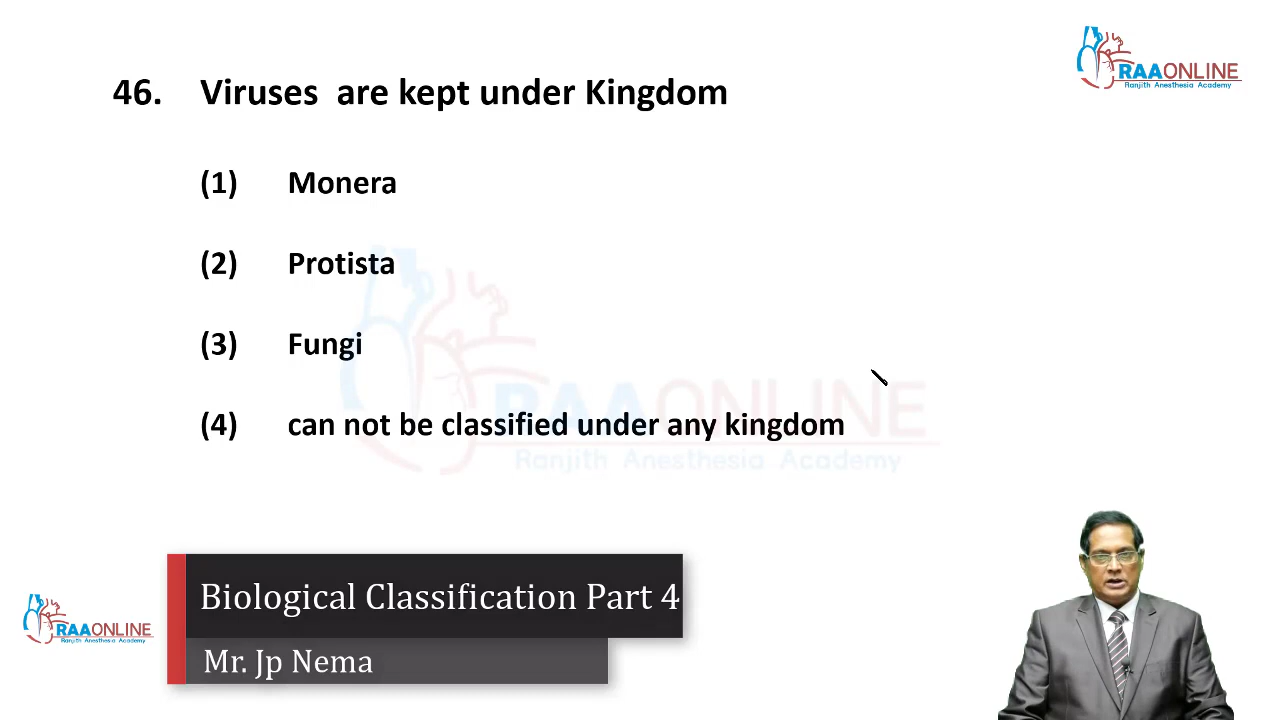 RAAONLINE
Ranjith Anesthesia Academy
46. Viruses are kept under Kingdom
(1) Monera
(2) Protista
(3) Fungi
(4) can not be classified under any kingdom
RAAONLINE
Ranjith Anesthesia Academy
Biological Classification Part 4
Mr. Jp Nema
RAAONLINE
Ranjith Anesthesia Academy